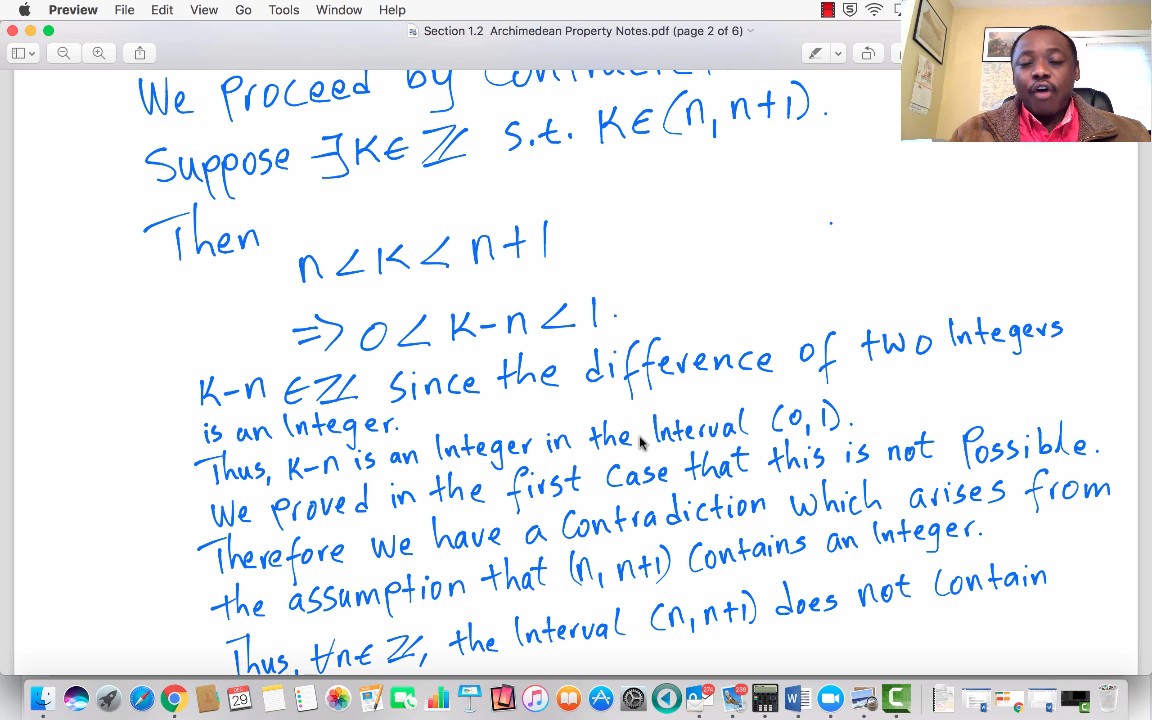 Preview File Edit View Go Tools Window Help
Section 1.2 Archimedean Property Notes.pdf (page 2 of 6)
We Proceed by
Suppose ∃K∈ ℤ s.t. K∈(n, n+1).
Then
n < K < n+1
=> 0 < K-n < 1.
K-n ∈ ℤ Since the difference of two Integers
is an Integer.
Thus, K-n is an Integer in the Interval (0,1).
We proved in the first Case that this is not Possible.
Therefore We have a Contradiction which arises from
the assumption that (n, n+1) Contains an Integer.
Thus, ∀n∈ ℤ, the Interval (n, n+1) does not Contain
29
274
238